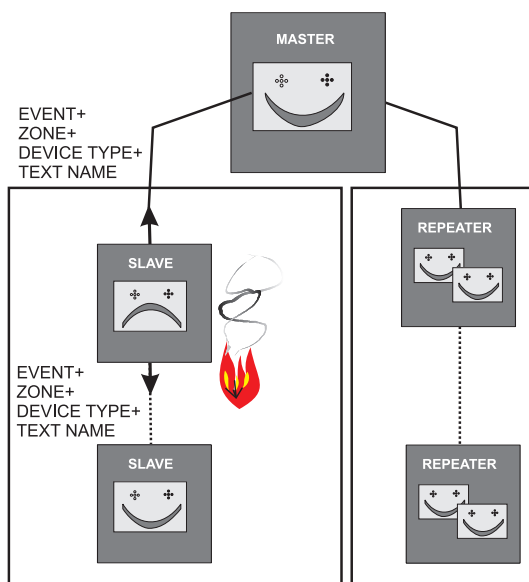 MASTER
EVENT+
ZONE+
DEVICE TYPE+
TEXT NAME
REPEATER
SLAVE
EVENT+
ZONE+
DEVICE TYPE+
TEXT NAME
SLAVE
REPEATER